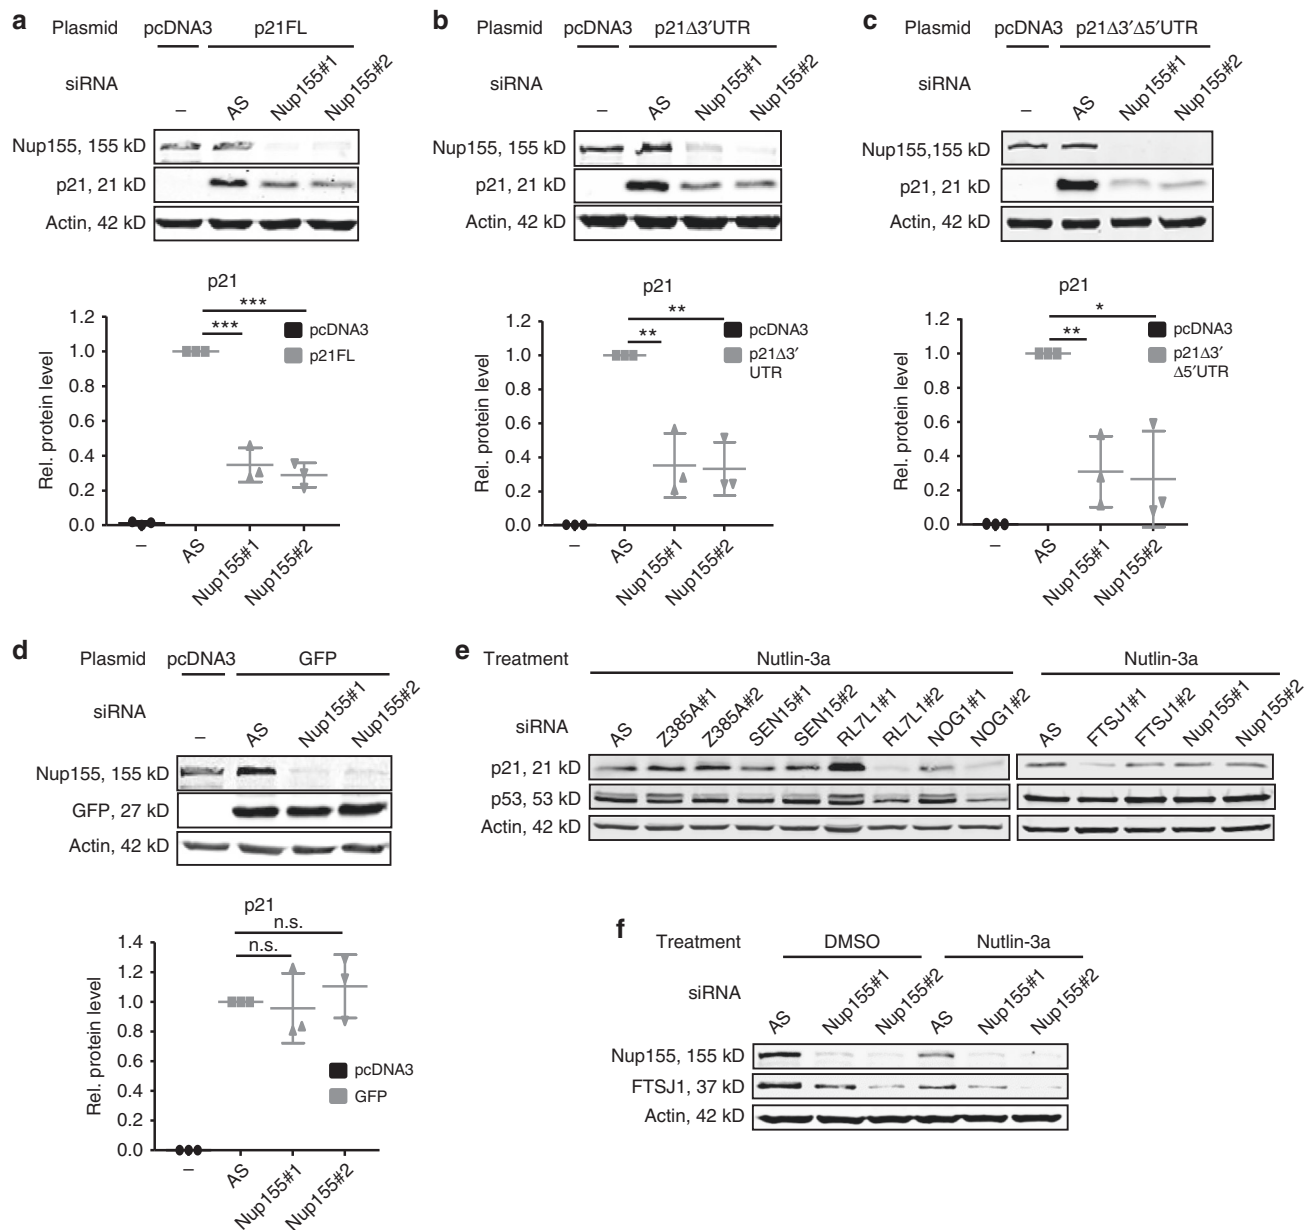 a
Plasmid pcDNA3 p21FL
siRNA – AS Nup155#1 Nup155#2
Nup155, 155 kD
p21, 21 kD
Actin, 42 kD
p21
*** ***
pcDNA3
p21FL
Rel. protein level
1.2
1.0
0.8
0.6
0.4
0.2
0.0
– AS Nup155#1 Nup155#2
b
Plasmid pcDNA3 p21Δ3′UTR
siRNA – AS Nup155#1 Nup155#2
Nup155, 155 kD
p21, 21 kD
Actin, 42 kD
p21
** **
pcDNA3
p21Δ3′
UTR
Rel. protein level
1.2
1.0
0.8
0.6
0.4
0.2
0.0
– AS Nup155#1 Nup155#2
c
Plasmid pcDNA3 p21Δ3′Δ5′UTR
siRNA – AS Nup155#1 Nup155#2
Nup155,155 kD
p21, 21 kD
Actin, 42 kD
p21
* **
pcDNA3
p21Δ3′
Δ5′UTR
Rel. protein level
1.2
1.0
0.8
0.6
0.4
0.2
0.0
– AS Nup155#1 Nup155#2
d
Plasmid pcDNA3 GFP
siRNA – AS Nup155#1 Nup155#2
Nup155, 155 kD
GFP, 27 kD
Actin, 42 kD
p21
n.s.
n.s.
pcDNA3
GFP
Rel. protein level
1.4
1.2
1.0
0.8
0.6
0.4
0.2
0.0
– AS Nup155#1 Nup155#2
e
Treatment Nutlin-3a Nutlin-3a
siRNA AS Z385A#1 Z385A#2 SEN15#1 SEN15#2 RL7L1#1 RL7L1#2 NOG1#1 NOG1#2 AS FTSJ1#1 FTSJ1#2 Nup155#1 Nup155#2
p21, 21 kD
p53, 53 kD
Actin, 42 kD
f
Treatment DMSO Nutlin-3a
siRNA AS Nup155#1 Nup155#2 AS Nup155#1 Nup155#2
Nup155, 155 kD
FTSJ1, 37 kD
Actin, 42 kD